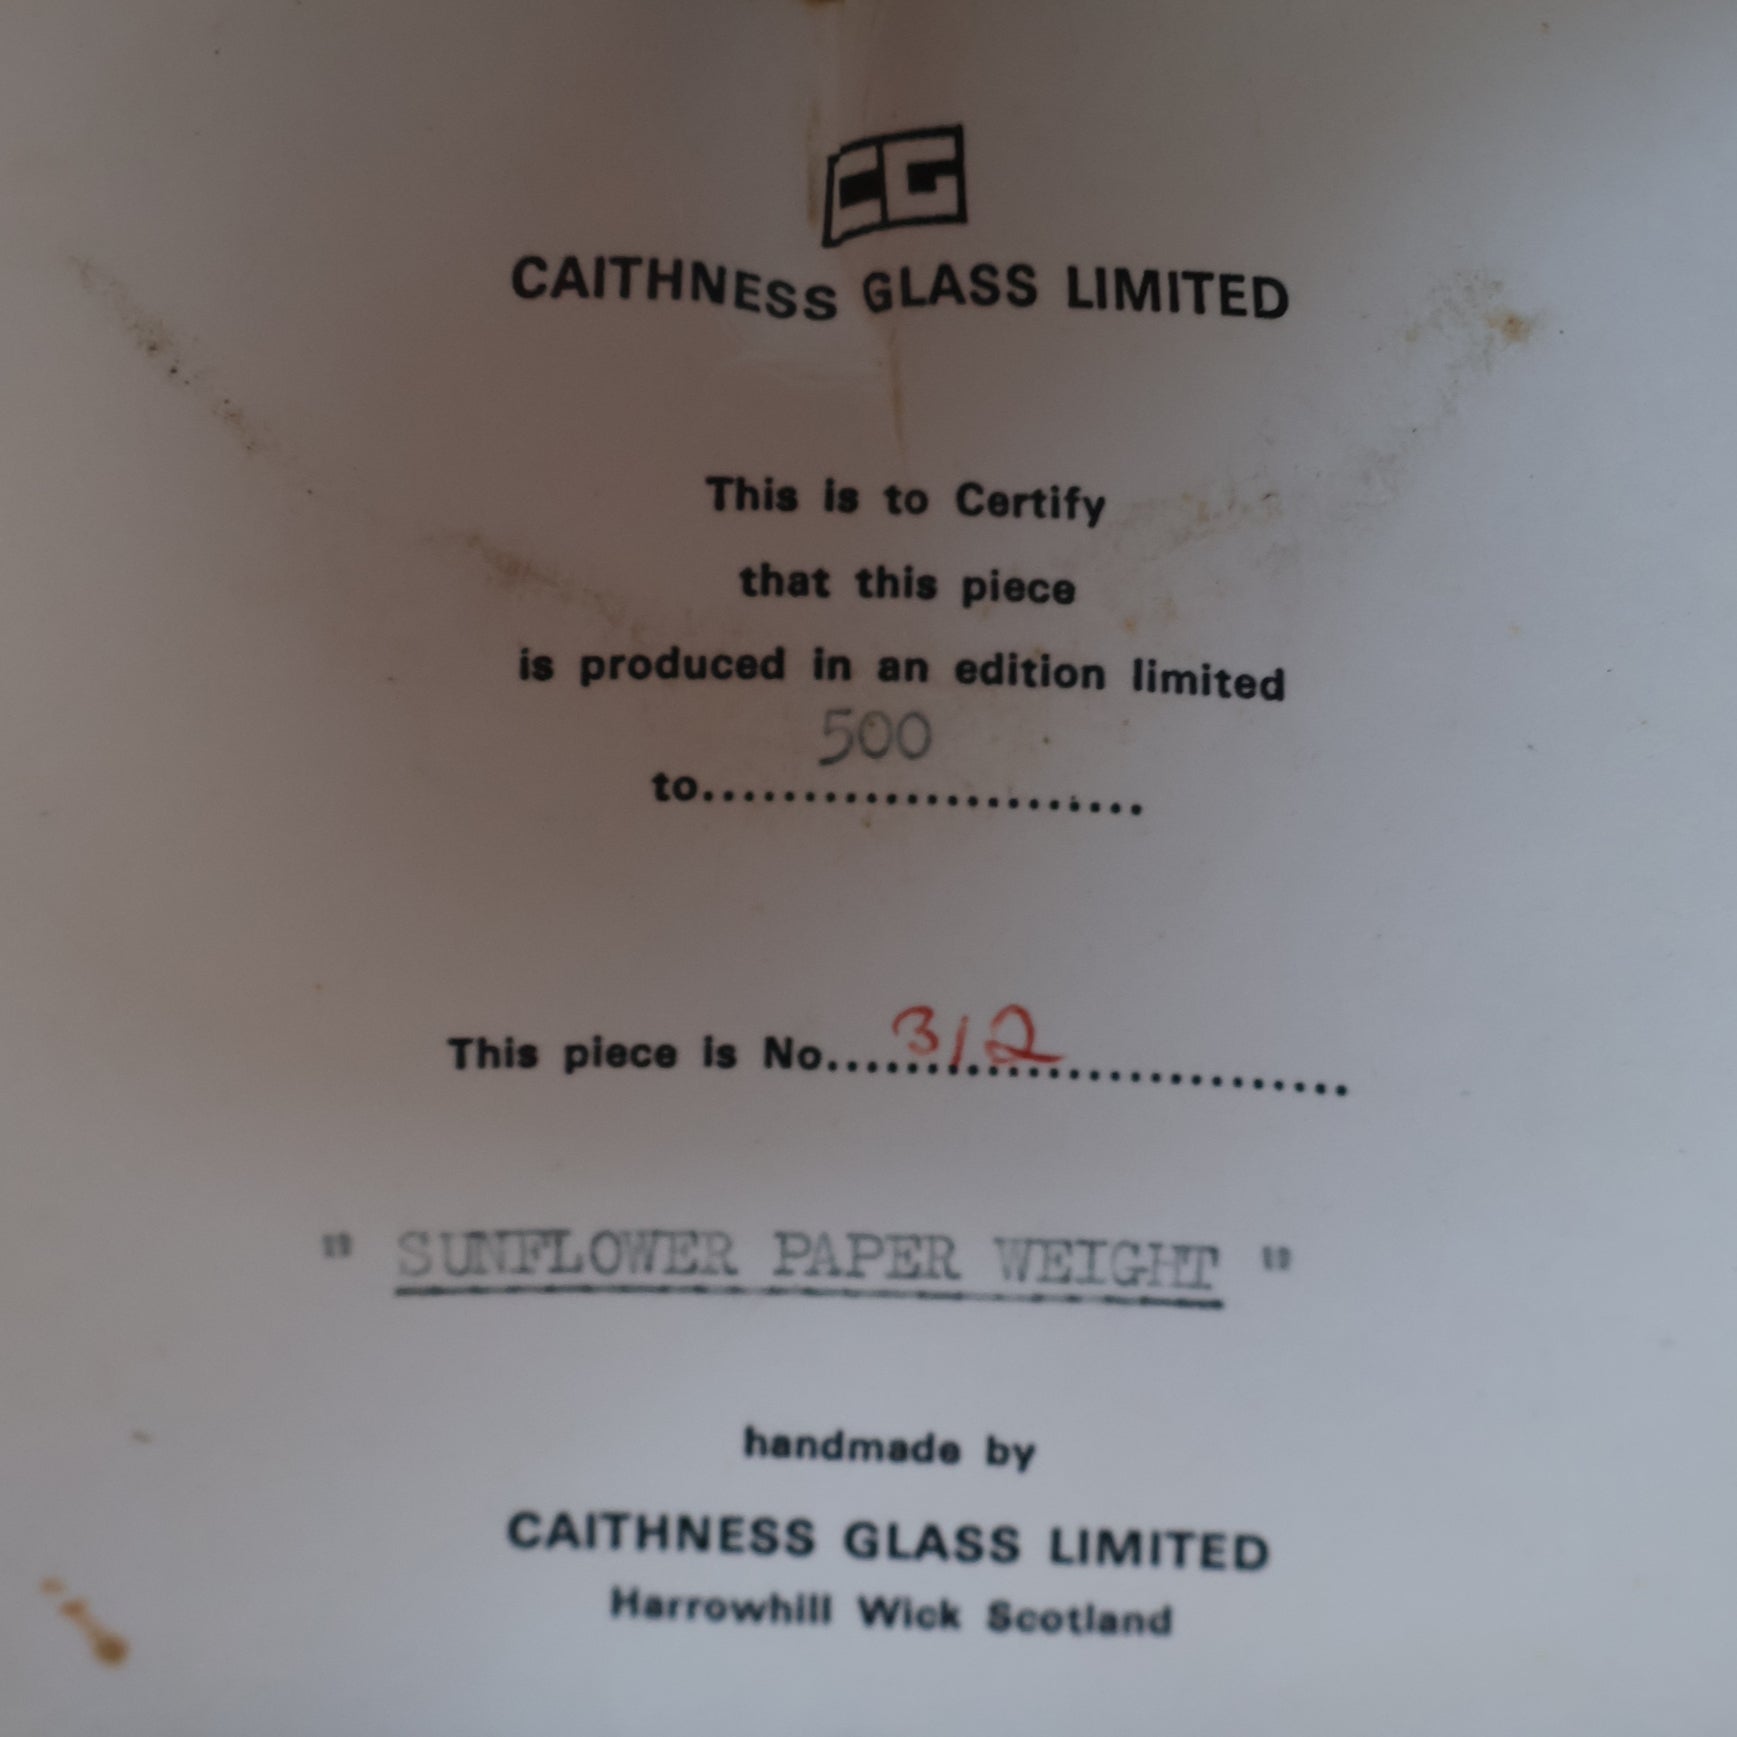 CG
CAITHNESS GLASS LIMITED
This is to Certify
that this piece
is produced in an edition limited
500
to.......................
This piece is No....312......................
" SUNFLOWER PAPER WEIGHT "
handmade by
CAITHNESS GLASS LIMITED
Harrowhill Wick Scotland